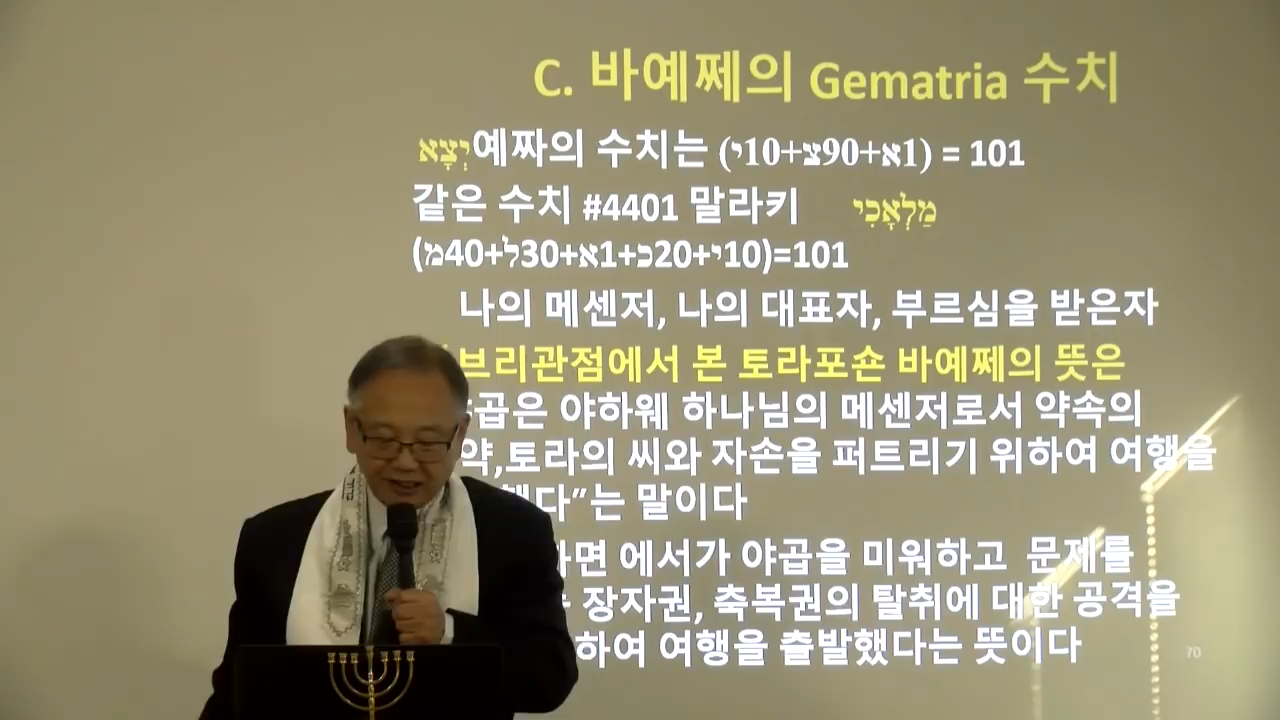 C. 바예쩨의 Gematria 수치
יְצָא예짜의 수치는 (י10+צ90+א1) = 101
같은 수치 #4401 말라키 מַלְאָכִי
(מ40+ל30+א1+כ20+י10)=101
나의 메센저, 나의 대표자, 부르심을 받은자
브리관점에서 본 토라포숀 바예쩨의 뜻은
곱은 야하웨 하나님의 메센저로서 약속의
약,토라의 씨와 자손을 퍼트리기 위하여 여행을
했다”는 말이다
하면 에서가 야곱을 미워하고 문제를
장자권, 축복권의 탈취에 대한 공격을
하여 여행을 출발했다는 뜻이다
70